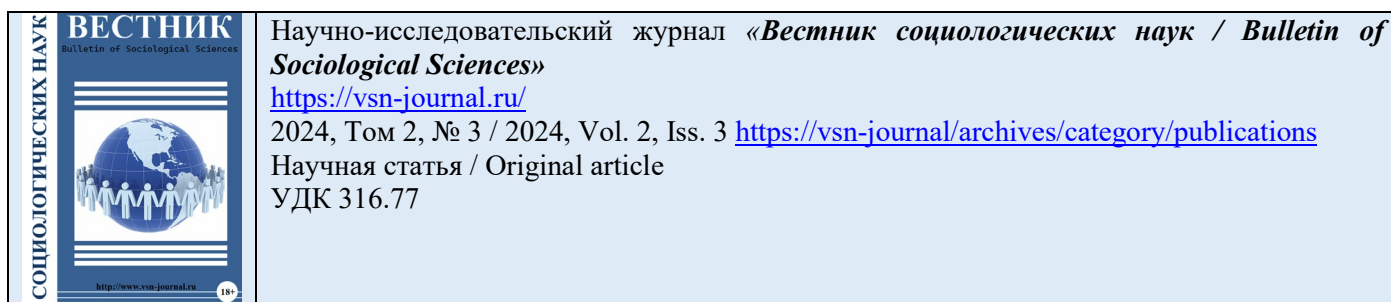 СОЦИОЛОГИЧЕСКИХ НАУК
ВЕСТНИК
Bulletin of Sociological Sciences
http://www.vsn-journal.ru
18+
Научно-исследовательский журнал «Вестник социологических наук / Bulletin of
Sociological Sciences»
https://vsn-journal.ru/
2024, Том 2, № 3 / 2024, Vol. 2, Iss. 3 https://vsn-journal/archives/category/publications
Научная статья / Original article
УДК 316.77